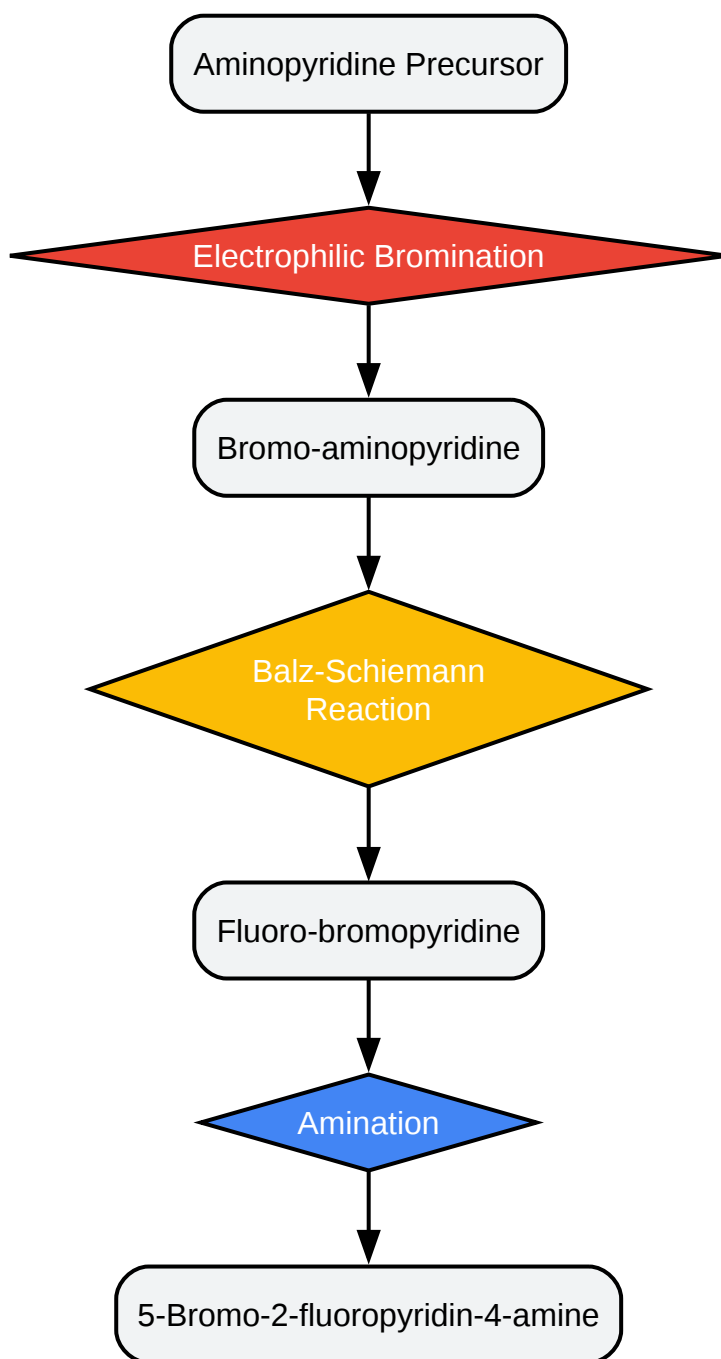 Aminopyridine Precursor
Electrophilic Bromination
Bromo-aminopyridine
Balz-Schiemann
Reaction
Fluoro-bromopyridine
Amination
5-Bromo-2-fluoropyridin-4-amine